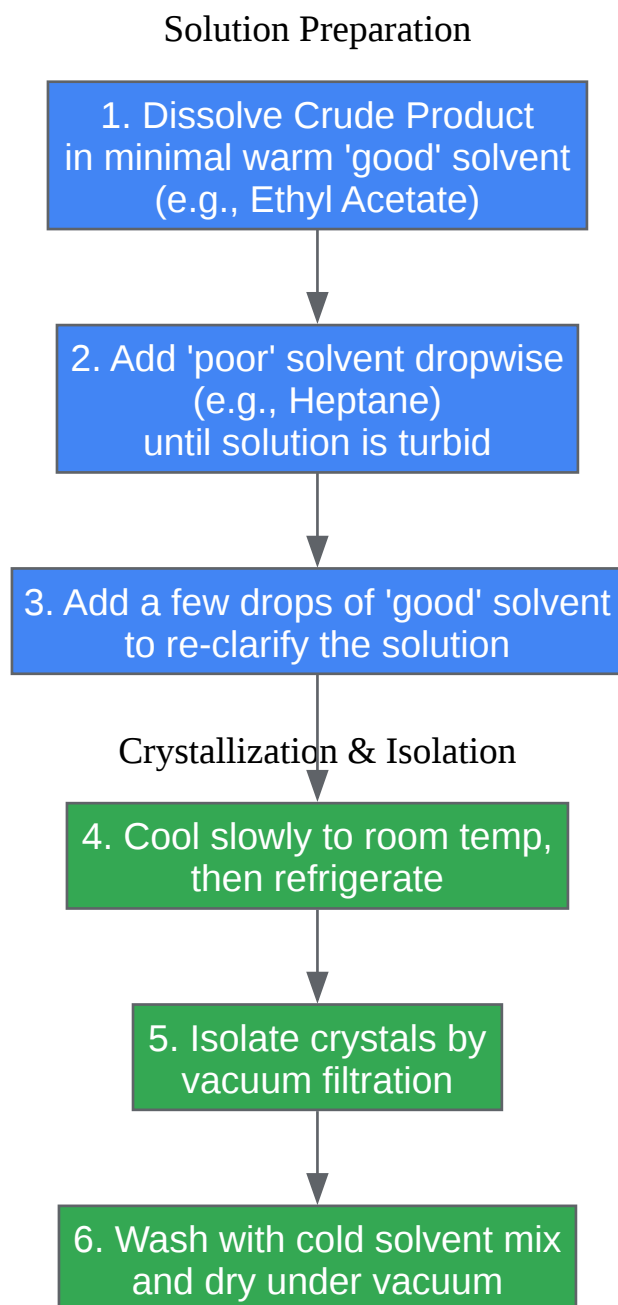 Solution Preparation
1. Dissolve Crude Product
in minimal warm 'good' solvent
(e.g., Ethyl Acetate)
2. Add 'poor' solvent dropwise
(e.g., Heptane)
until solution is turbid
3. Add a few drops of 'good' solvent
to re-clarify the solution
Crystallization & Isolation
4. Cool slowly to room temp,
then refrigerate
5. Isolate crystals by
vacuum filtration
6. Wash with cold solvent mix
and dry under vacuum